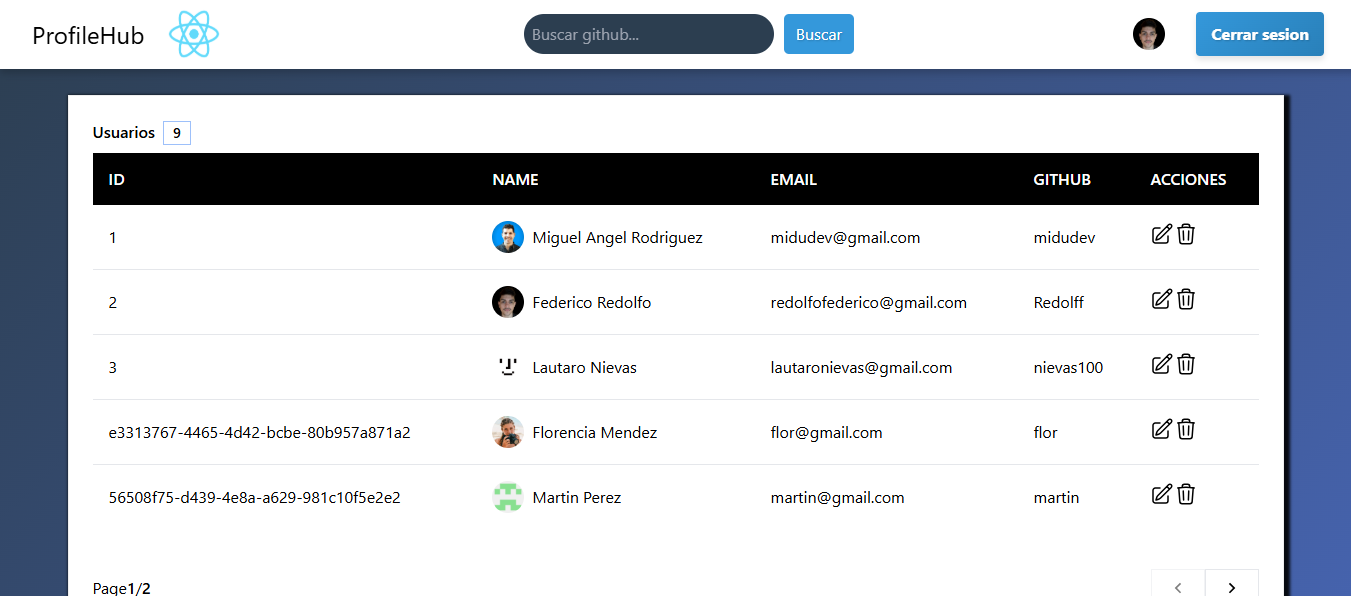 ProfileHub
Buscar github...
Buscar
Cerrar sesion
Usuarios 9
ID NAME EMAIL GITHUB ACCIONES
1 Miguel Angel Rodriguez midudev@gmail.com midudev
2 Federico Redolfo redolfofederico@gmail.com Redolff
3 Lautaro Nievas lautaronievas@gmail.com nievas100
e3313767-4465-4d42-bcbe-80b957a871a2 Florencia Mendez flor@gmail.com flor
56508f75-d439-4e8a-a629-981c10f5e2e2 Martin Perez martin@gmail.com martin
Page1/2